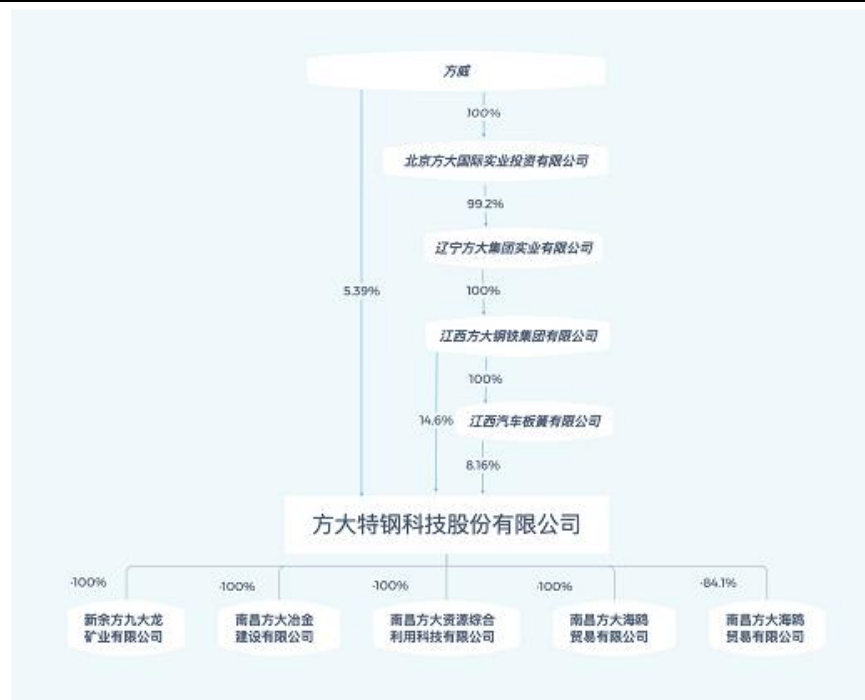 方威
100%
北京方大国际实业投资有限公司
99.2%
辽宁方大集团实业有限公司
5.39%
100%
江西方大钢铁集团有限公司
100%
14.6%
江西汽车板簧有限公司
8.16%
方大特钢科技股份有限公司
·100%
·100%
·100%
·100%
·84.1%
新余方九大龙
矿业有限公司
南昌方大冶金
建设有限公司
南昌方大资源综合
利用科技有限公司
南昌方大海鸥
贸易有限公司
南昌方大海鸥
贸易有限公司